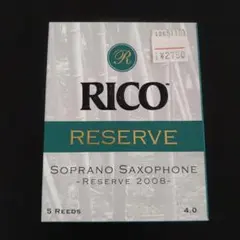 R
RICO
RESERVE
SOPRANO SAXOPHONE
-RESERVE 2008-
5 REEDS
4.0